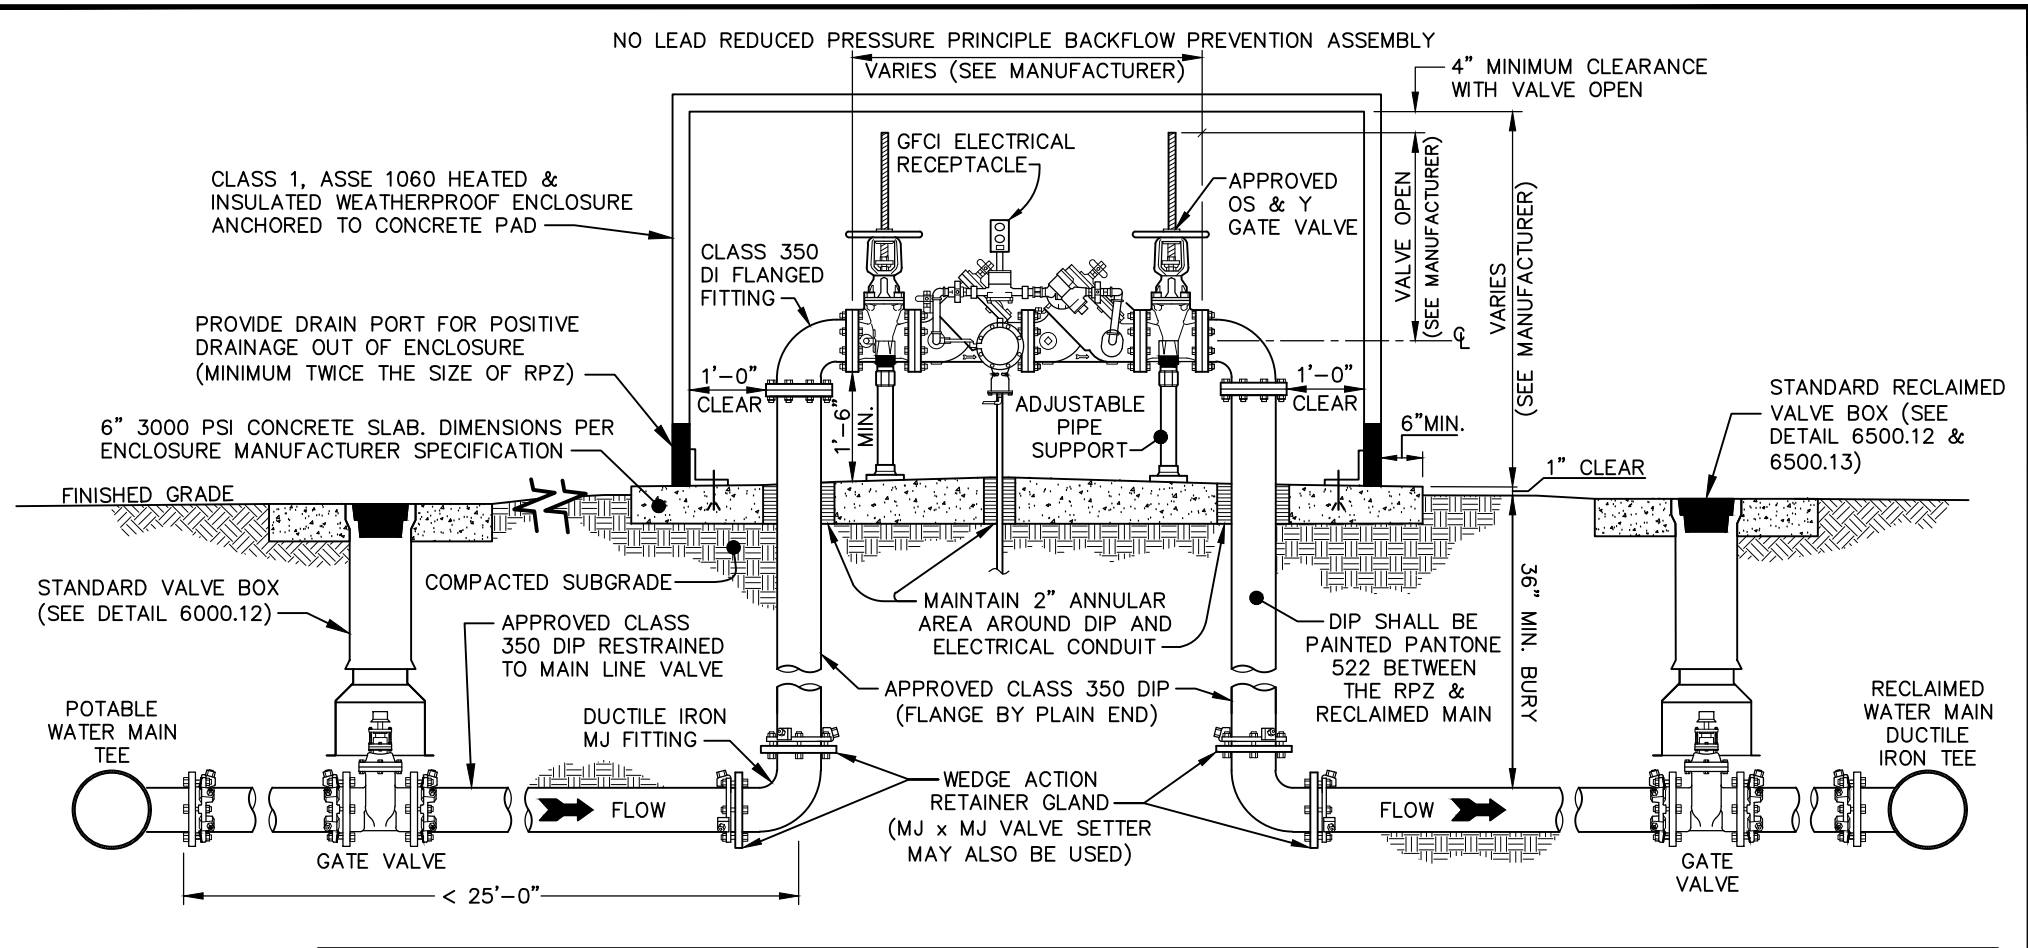 NO LEAD REDUCED PRESSURE PRINCIPLE BACKFLOW PREVENTION ASSEMBLY
VARIES (SEE MANUFACTURER)
4" MINIMUM CLEARANCE
WITH VALVE OPEN
GFCI ELECTRICAL
RECEPTACLE
CLASS 1, ASSE 1060 HEATED &
INSULATED WEATHERPROOF ENCLOSURE
ANCHORED TO CONCRETE PAD
APPROVED
OS & Y
GATE VALVE
VALVE OPEN
(SEE MANUFACTURER)
VARIES
(SEE MANUFACTURER)
CLASS 350
DI FLANGED
FITTING
PROVIDE DRAIN PORT FOR POSITIVE
DRAINAGE OUT OF ENCLOSURE
(MINIMUM TWICE THE SIZE OF RPZ)
℄
1'-0"
CLEAR
1'-6"
MIN.
ADJUSTABLE
PIPE
SUPPORT
1'-0"
CLEAR
6"MIN.
STANDARD RECLAIMED
VALVE BOX (SEE
DETAIL 6500.12 &
6500.13)
6" 3000 PSI CONCRETE SLAB. DIMENSIONS PER
ENCLOSURE MANUFACTURER SPECIFICATION
1" CLEAR
FINISHED GRADE
STANDARD VALVE BOX
(SEE DETAIL 6000.12)
COMPACTED SUBGRADE
MAINTAIN 2" ANNULAR
AREA AROUND DIP AND
ELECTRICAL CONDUIT
36" MIN. BURY
APPROVED CLASS
350 DIP RESTRAINED
TO MAIN LINE VALVE
DIP SHALL BE
PAINTED PANTONE
522 BETWEEN
THE RPZ &
RECLAIMED MAIN
APPROVED CLASS 350 DIP
(FLANGE BY PLAIN END)
POTABLE
WATER MAIN
TEE
DUCTILE IRON
MJ FITTING
RECLAIMED
WATER MAIN
DUCTILE
IRON TEE
WEDGE ACTION
RETAINER GLAND
(MJ x MJ VALVE SETTER
MAY ALSO BE USED)
FLOW
FLOW
GATE VALVE
GATE
VALVE
< 25'-0"